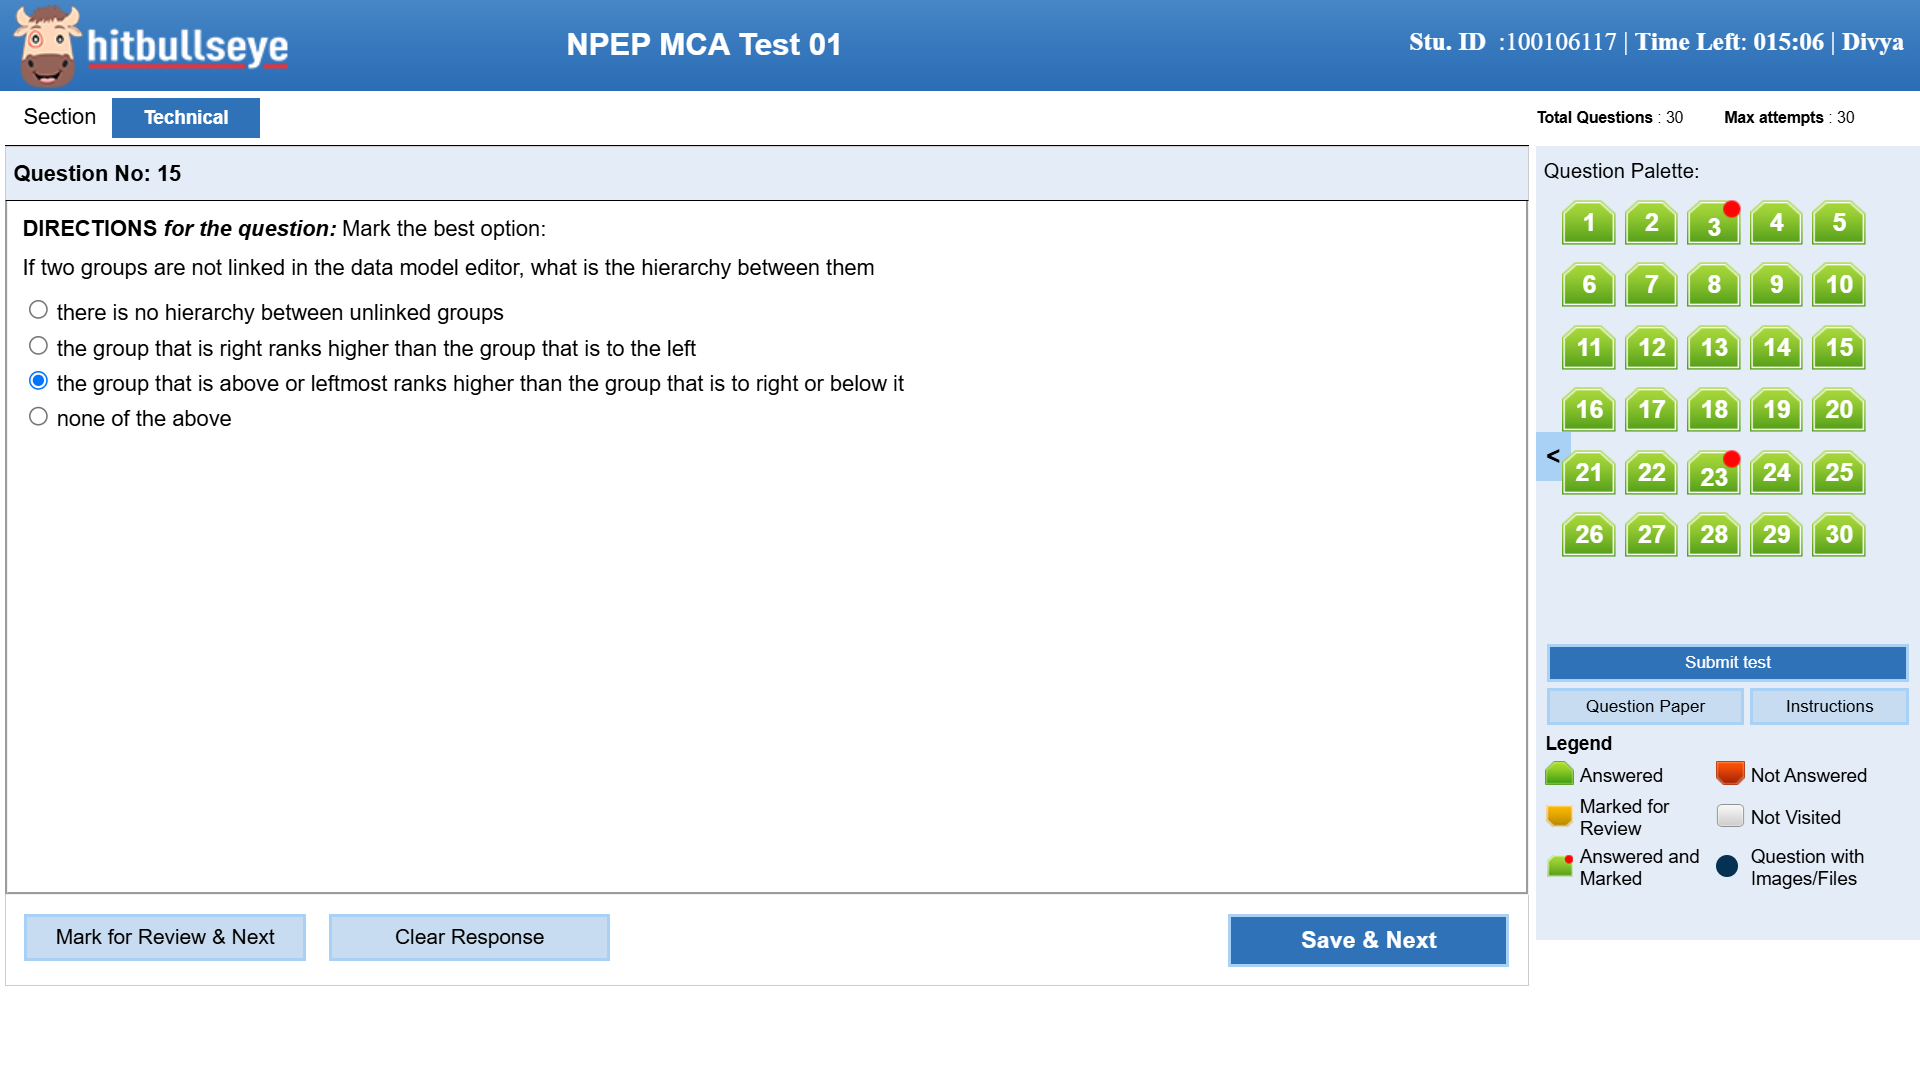 hitbullseye
NPEP MCA Test 01
Stu. ID :100106117 | Time Left: 015:06 | Divya
Section
Technical
Total Questions : 30
Max attempts : 30
Question No: 15
DIRECTIONS for the question: Mark the best option:
If two groups are not linked in the data model editor, what is the hierarchy between them
there is no hierarchy between unlinked groups
the group that is right ranks higher than the group that is to the left
the group that is above or leftmost ranks higher than the group that is to right or below it
none of the above
Mark for Review & Next
Clear Response
Save & Next
Question Palette:
1 2 3 4 5
6 7 8 9 10
11 12 13 14 15
16 17 18 19 20
<
21 22 23 24 25
26 27 28 29 30
Submit test
Question Paper
Instructions
Legend
Answered
Not Answered
Marked for
Review
Not Visited
Answered and
Marked
Question with
Images/Files